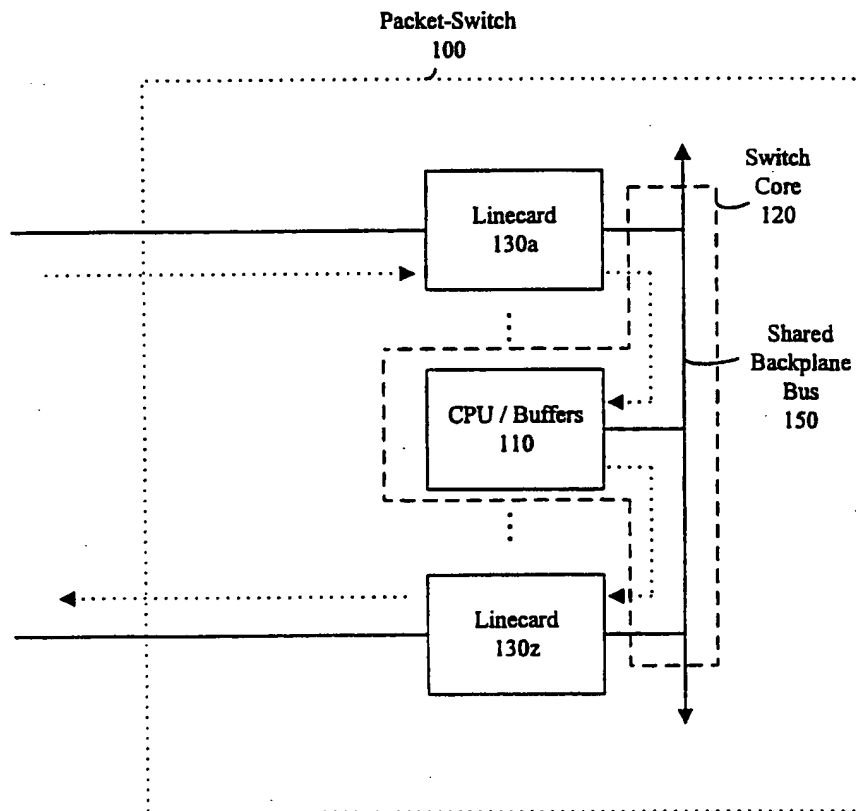 Packet-Switch
100
Linecard
130a
Switch
Core
120
Shared
Backplane
Bus
150
CPU / Buffers
110
Linecard
130z